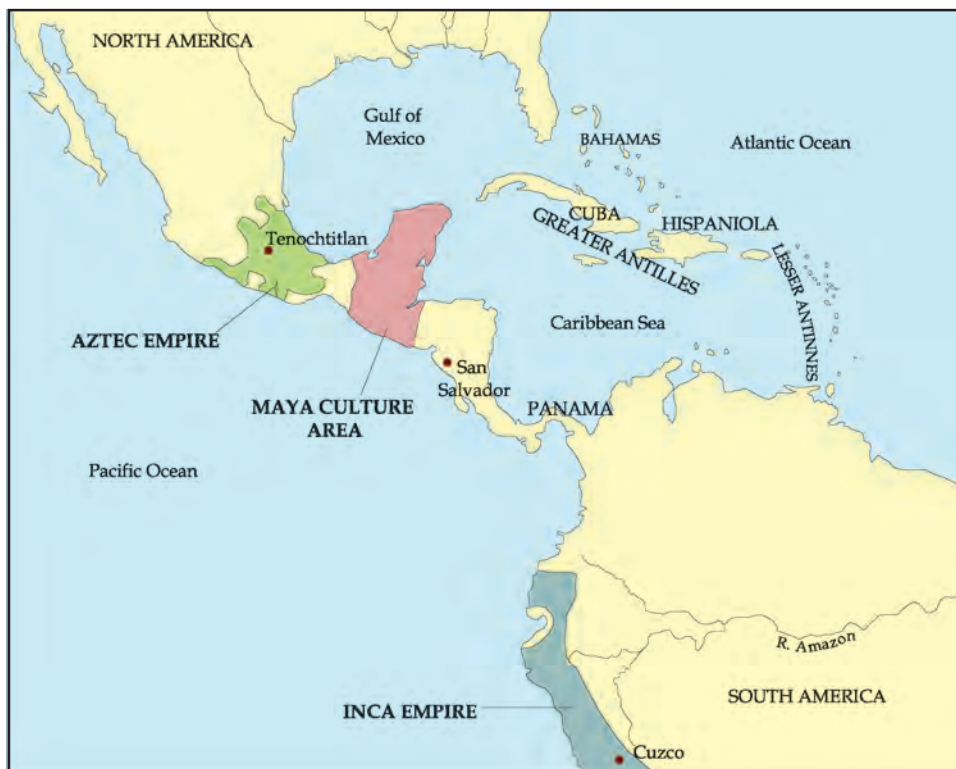 NORTH AMERICA
Gulf of
Mexico
BAHAMAS
Atlantic Ocean
CUBA
HISPANIOLA
GREATER ANTILLES
LESSER ANTINNES
Tenochtitlan
AZTEC EMPIRE
Caribbean Sea
San
Salvador
MAYA CULTURE
AREA
PANAMA
Pacific Ocean
R. Amazon
SOUTH AMERICA
INCA EMPIRE
Cuzco